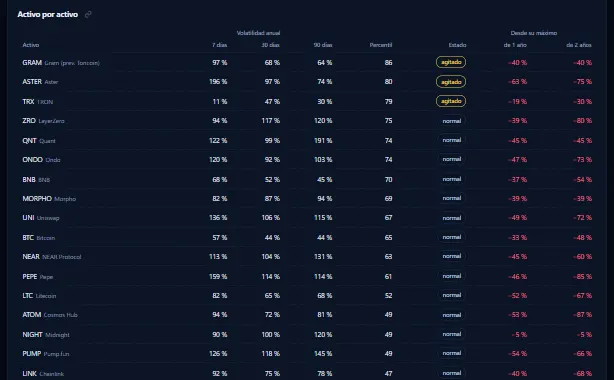 Activo por activo
Volatilidad anual Desde su máximo
Activo 7 días 30 días 90 días Percentil Estado de 1 año de 2 años
GRAM Gram (prev. Toncoin) 97 % 68 % 64 % 86 agitado −40 % −40 %
ASTER Aster 196 % 97 % 74 % 80 agitado −63 % −75 %
TRX TRON 11 % 47 % 30 % 79 agitado −19 % −30 %
ZRO LayerZero 94 % 117 % 120 % 75 normal −39 % −80 %
QNT Quant 122 % 99 % 191 % 74 normal −45 % −45 %
ONDO Ondo 120 % 92 % 103 % 74 normal −47 % −73 %
BNB BNB 68 % 52 % 45 % 70 normal −37 % −54 %
MORPHO Morpho 82 % 87 % 94 % 69 normal −39 % −39 %
UNI Uniswap 136 % 106 % 115 % 67 normal −49 % −72 %
BTC Bitcoin 57 % 44 % 44 % 65 normal −33 % −48 %
NEAR NEAR Protocol 113 % 104 % 131 % 63 normal −45 % −60 %
PEPE Pepe 159 % 114 % 114 % 61 normal −46 % −85 %
LTC Litecoin 82 % 65 % 68 % 52 normal −52 % −67 %
ATOM Cosmos Hub 94 % 72 % 81 % 49 normal −53 % −87 %
NIGHT Midnight 90 % 100 % 120 % 49 normal −5 % −5 %
PUMP Pump.fun 126 % 118 % 145 % 49 normal −54 % −66 %
LINK Chainlink 92 % 75 % 78 % 47 normal −40 % −68 %